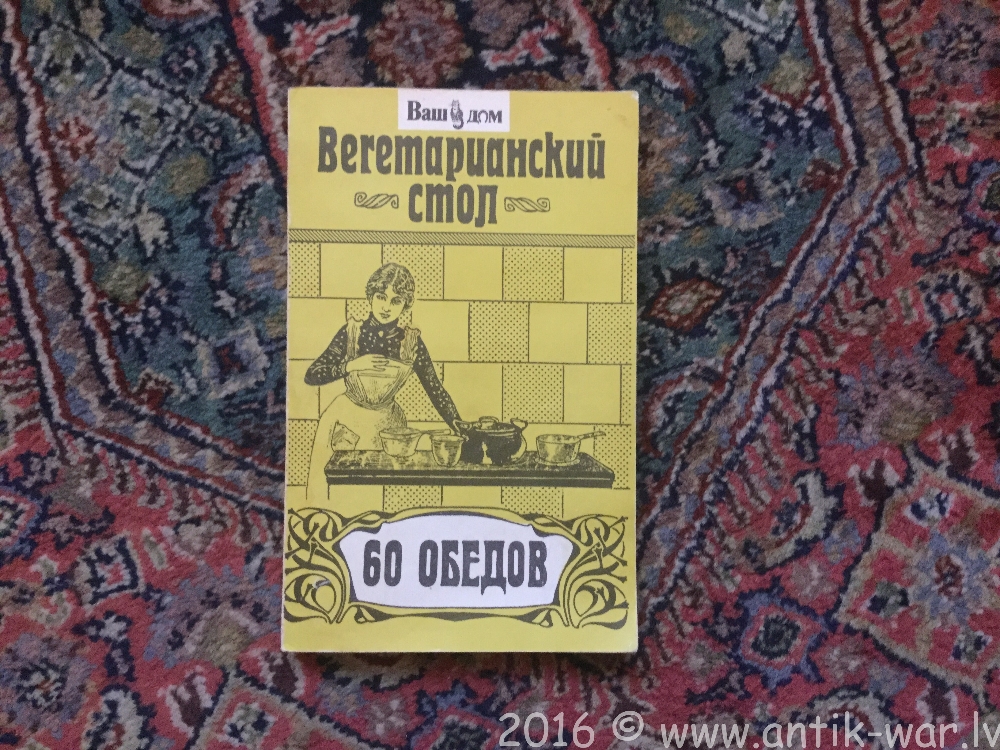 Ваш дом
Вегетарианский
стол
60 ОБЕДОВ
2016 © www.antik-war.lv